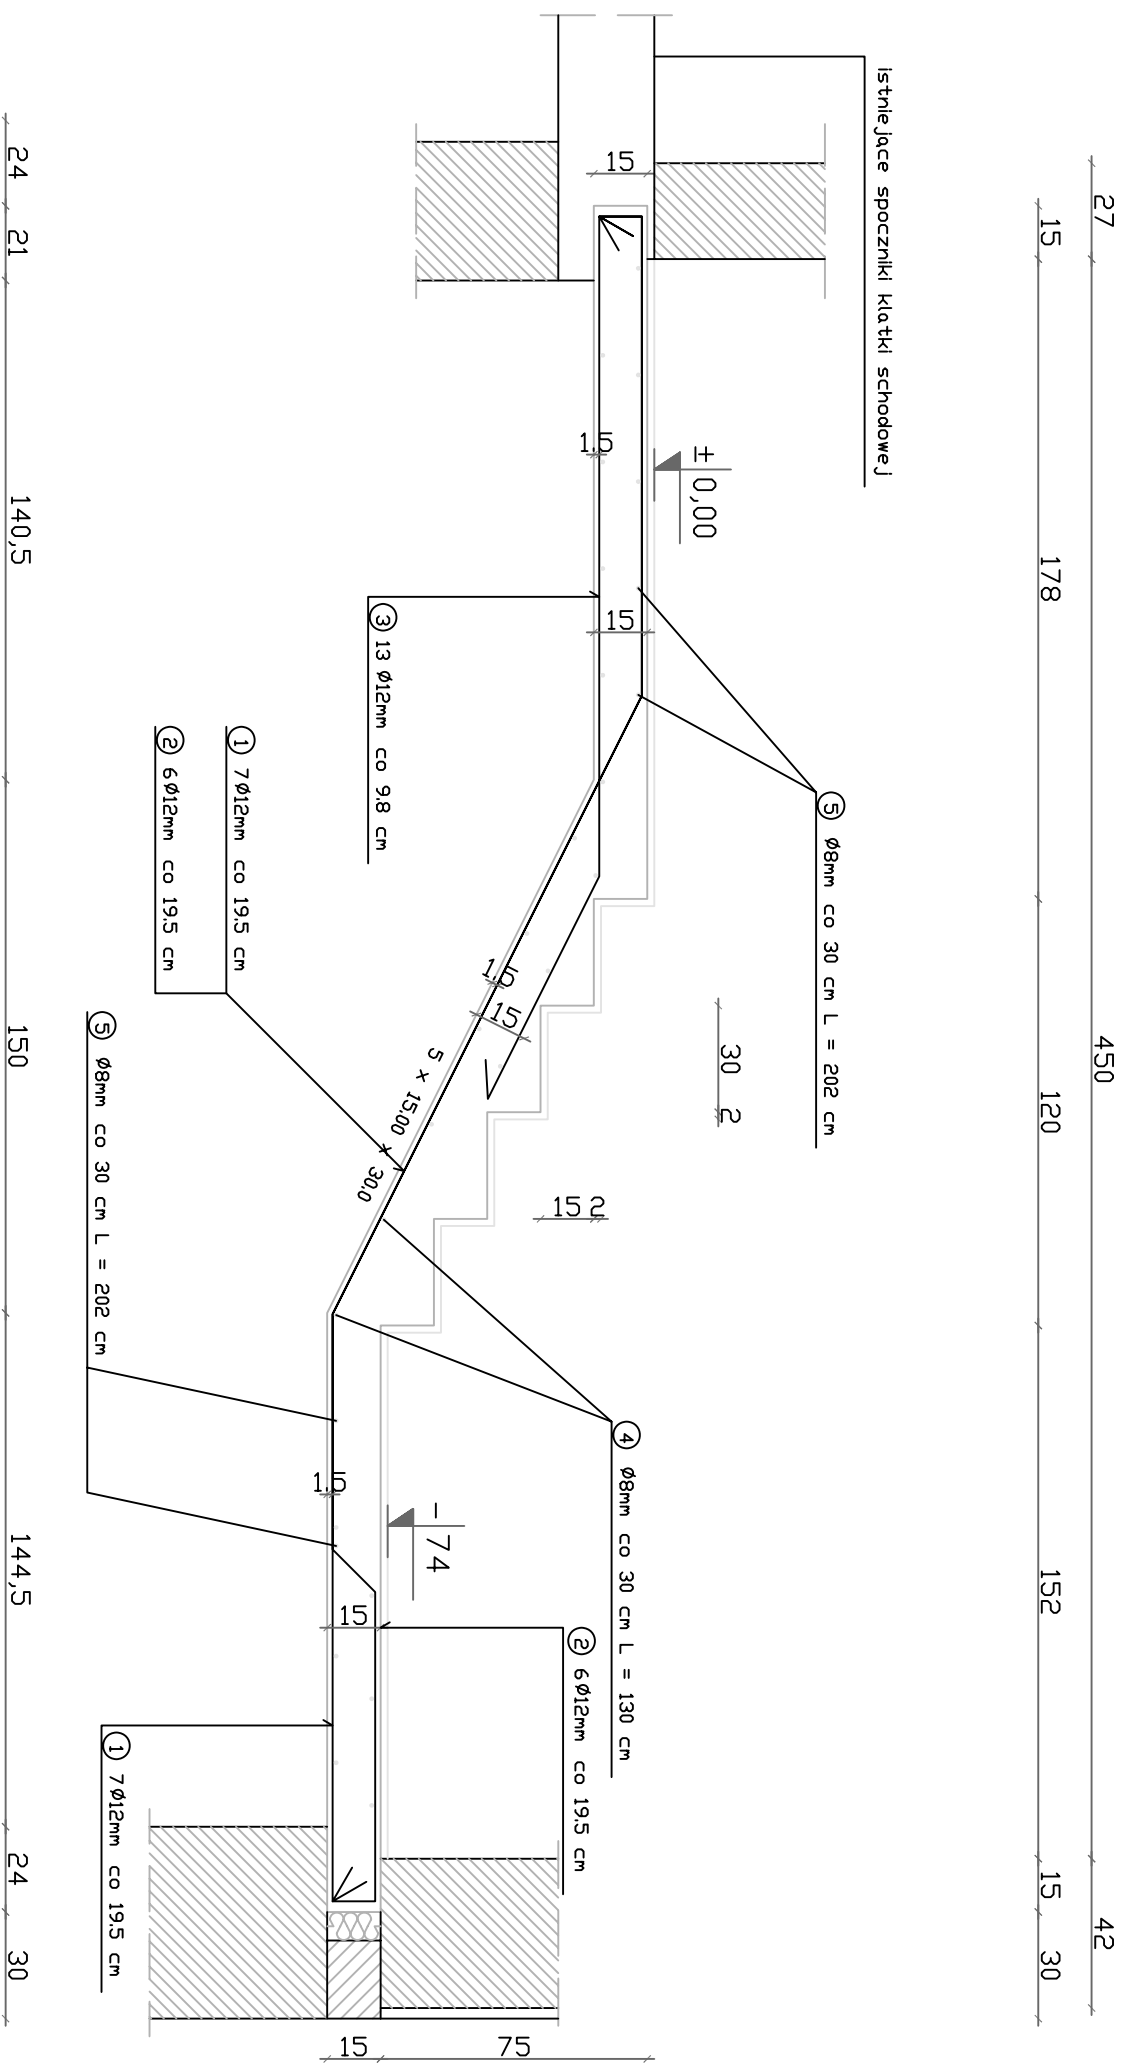 istniejące spoczniki klatki schodowej
27
450
42
15
178
120
152
15
30
± 0,00
5 Ø8mm co 30 cm L = 202 cm
30 2
15 2
15
1.5
15
3 13 Ø12mm co 9.8 cm
1 7Ø12mm co 19.5 cm
2 6Ø12mm co 19.5 cm
1.5
15
5 x 15.00 x 30.0
4 Ø8mm co 30 cm L = 130 cm
5 Ø8mm co 30 cm L = 202 cm
1.5
- 74
15
2 6Ø12mm co 19.5 cm
1 7Ø12mm co 19.5 cm
15
75
24
21
140,5
150
144,5
24
30